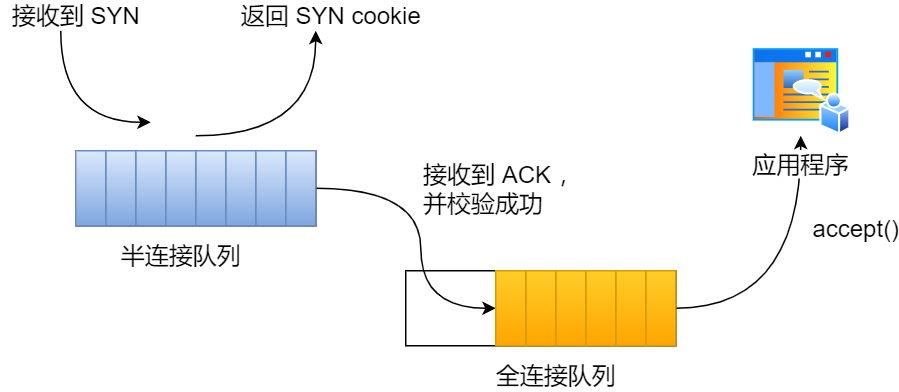 接收到 SYN
返回 SYN cookie
接收到 ACK，
并校验成功
应用程序
accept()
半连接队列
全连接队列